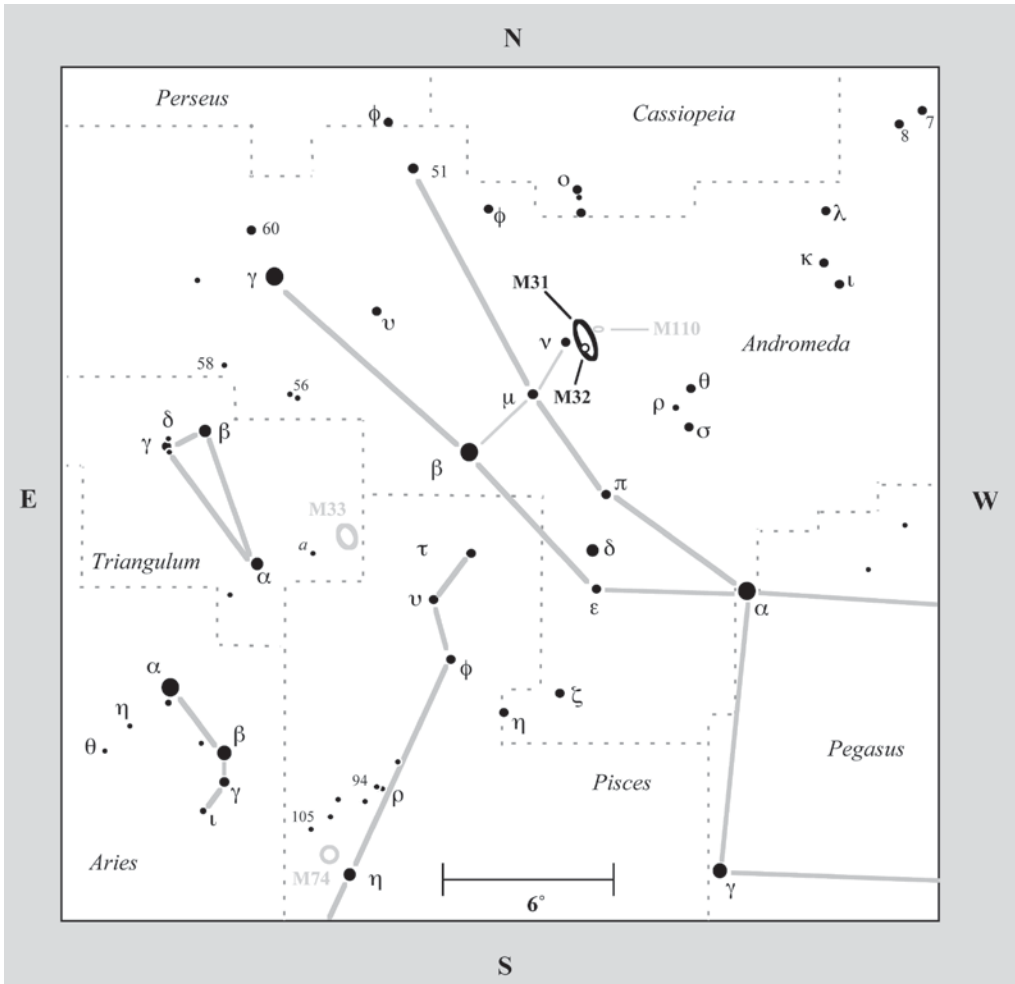 N
Perseus
Cassiopeia
φ
7
8
51
ο
φ
λ
60
γ
κ
ι
M31
υ
M110
ν
Andromeda
58
56
M32
θ
μ
ρ
δ
γ
β
σ
β
E
π
W
M33
a
τ
δ
Triangulum
α
υ
ε
α
φ
α
ζ
η
η
θ
β
Pegasus
94
Pisces
γ
ρ
105
ι
Aries
M74
η
6°
γ
S